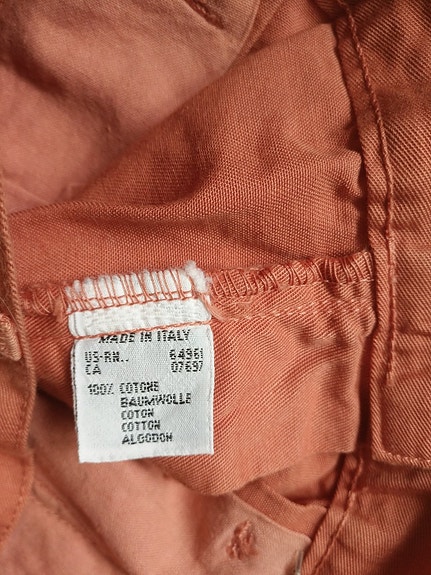 MADE IN ITALY
US-RN.. 64961
CA 07697
100% COTONE
BAUMWOLLE
COTON
COTTON
ALGODON